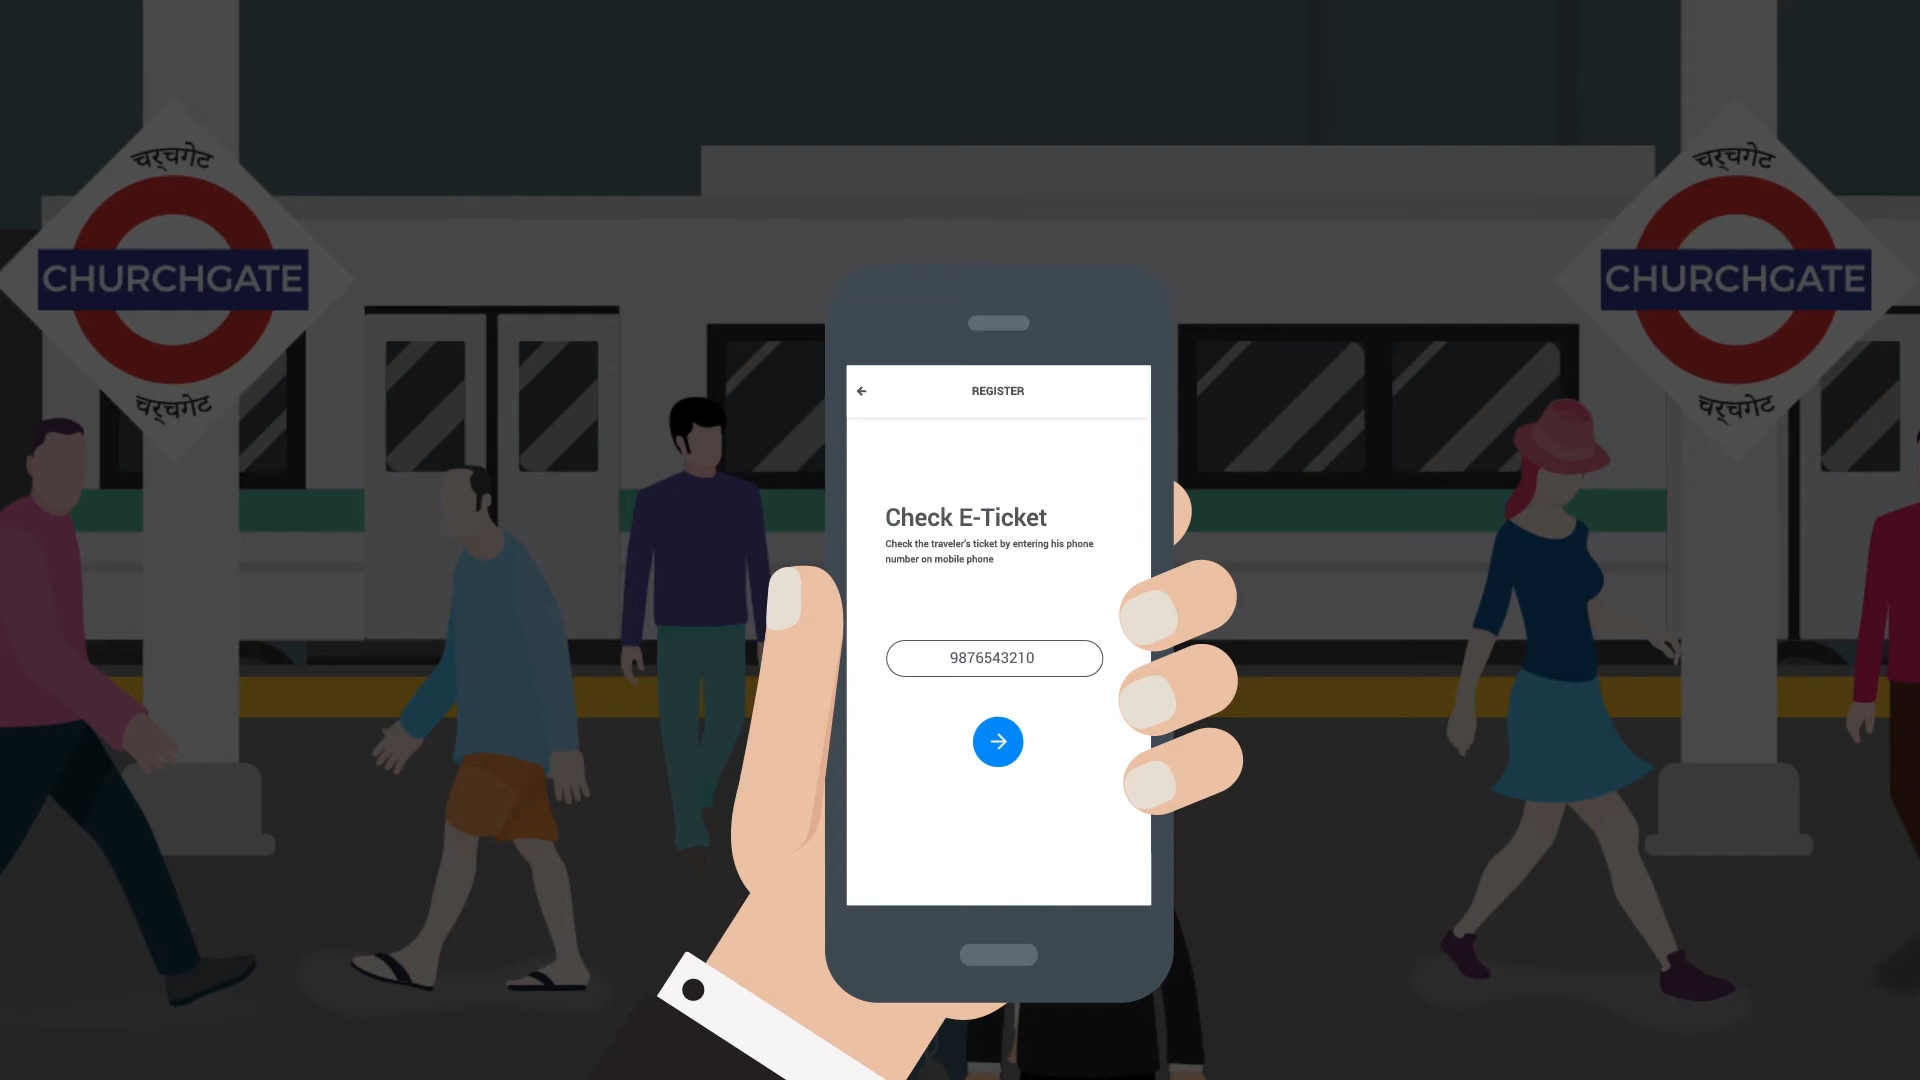 चर्चगेट
CHURCHGATE
चर्चगेट
चर्चगेट
CHURCHGATE
चर्चगेट
REGISTER
Check E-Ticket
Check the traveler's ticket by entering his phone
number on mobile phone
9876543210